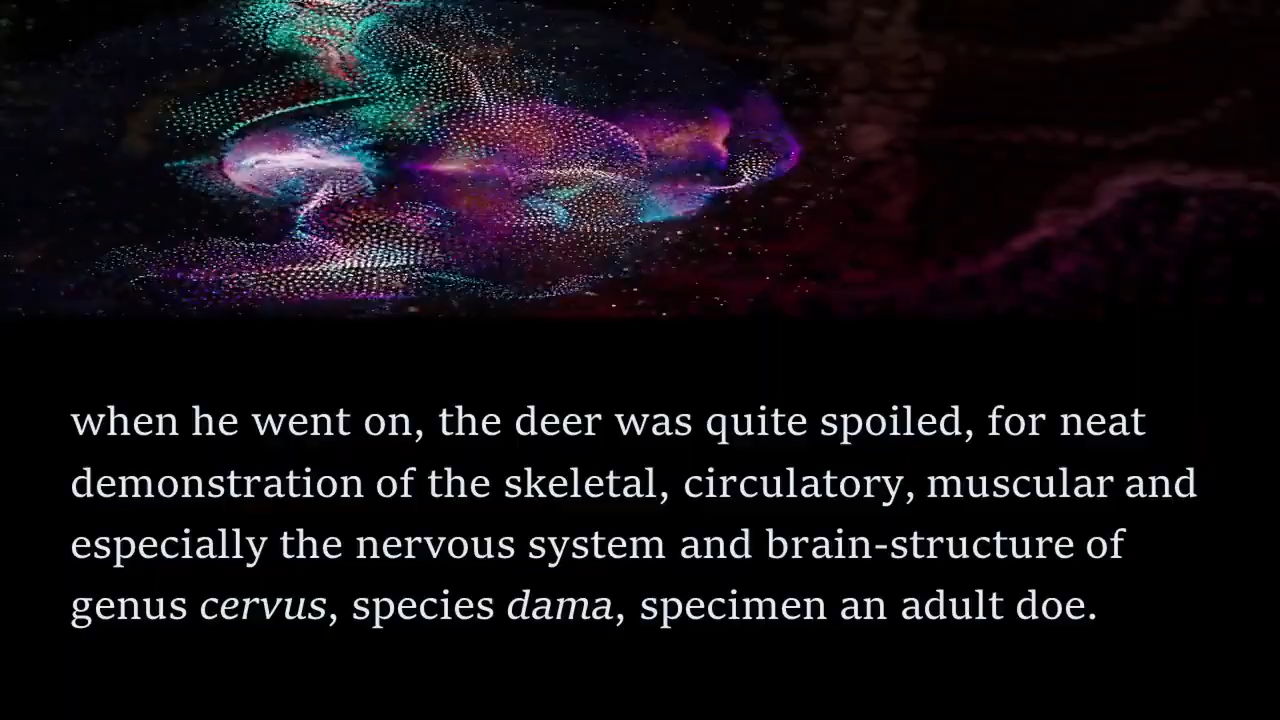 when he went on, the deer was quite spoiled, for neat
demonstration of the skeletal, circulatory, muscular and
especially the nervous system and brain-structure of
genus cervus, species dama, specimen an adult doe.